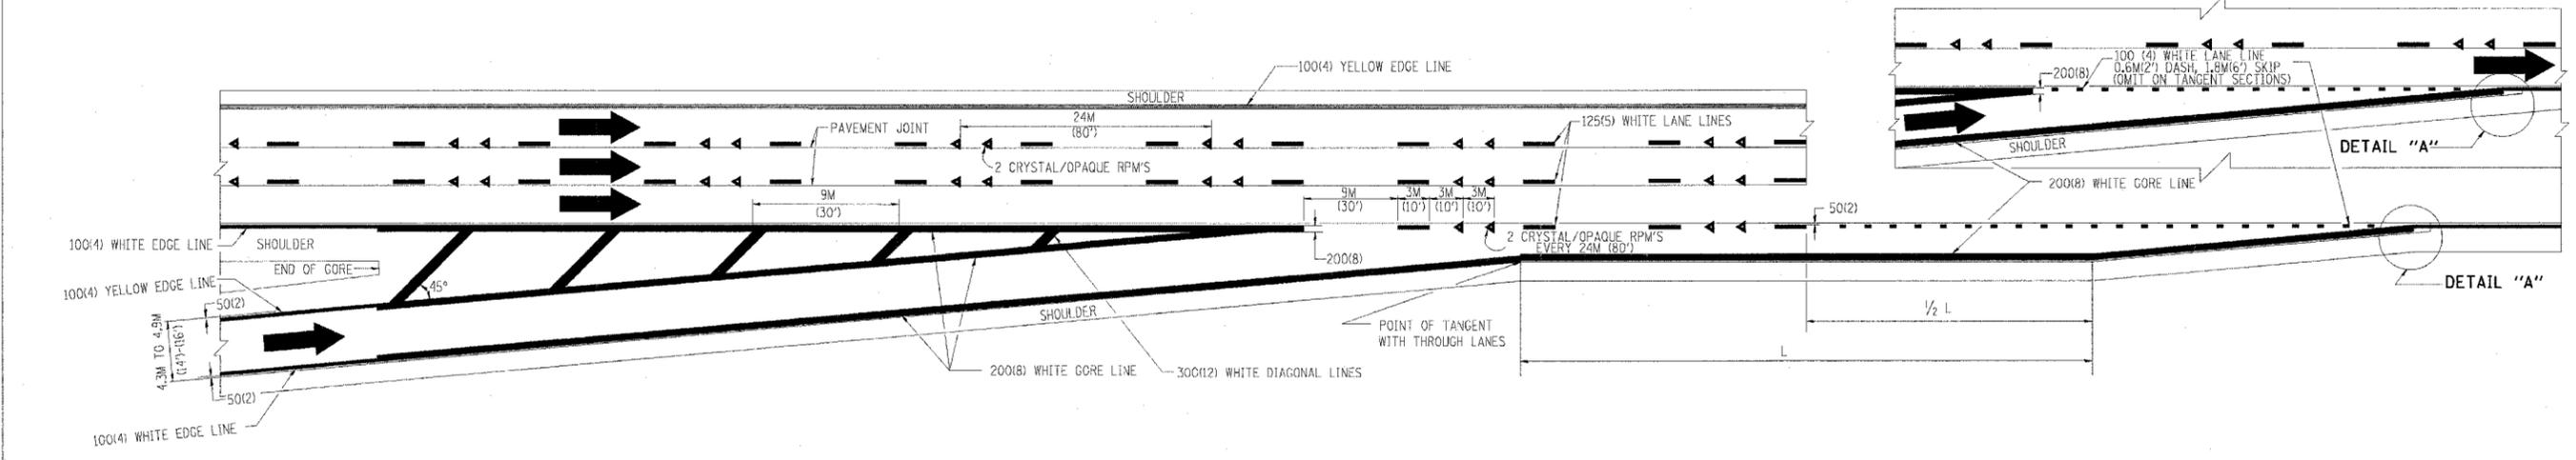 100(4) YELLOW EDGE LINE
SHOULDER
24M
(80')
PAVEMENT JOINT
125(5) WHITE LANE LINES
2 CRYSTAL/OPAQUE RPM'S
9M
(30')
9M
(30')
3M
(10')
3M
(10')
3M
(10')
50(2)
100(4) WHITE EDGE LINE
SHOULDER
2 CRYSTAL/OPAQUE RPM'S
EVERY 24M (80')
END OF GORE
200(8)
100(4) YELLOW EDGE LINE
45°
50(2)
4.3M TO 4.9M
(14')-(16')
SHOULDER
POINT OF TANGENT
WITH THROUGH LANES
½ L
L
200(8) WHITE GORE LINE
300(12) WHITE DIAGONAL LINES
50(2)
100(4) WHITE EDGE LINE
200(8)
100 (4) WHITE LANE LINE
0.6M(2') DASH, 1.8M(6') SKIP
(OMIT ON TANGENT SECTIONS)
SHOULDER
DETAIL "A"
200(8) WHITE GORE LINE
DETAIL "A"